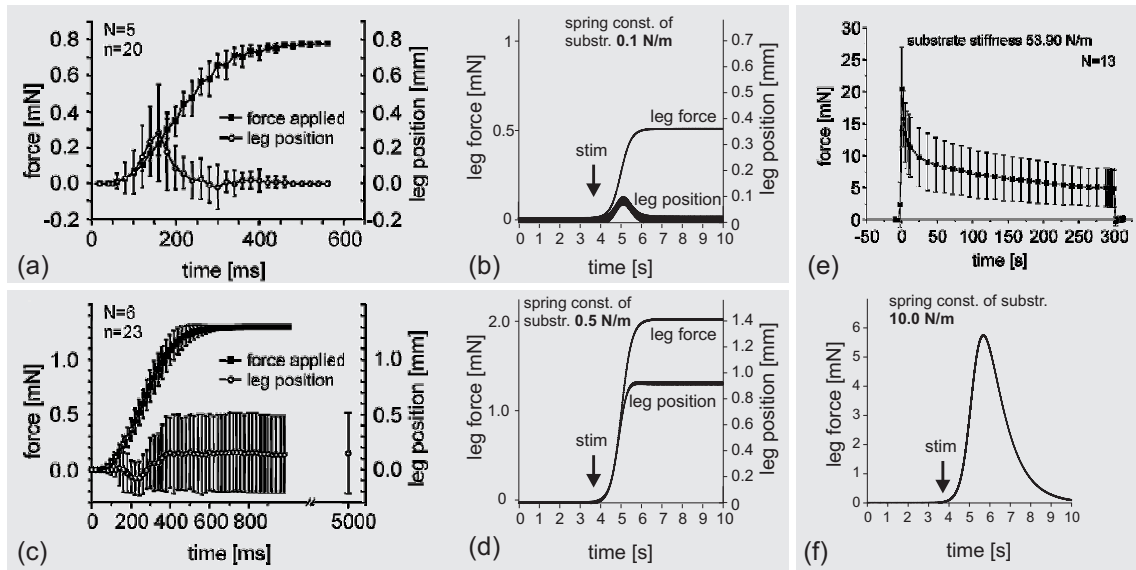 N=5
n=20
0.8
0.6
0.4
0.2
0.0
-0.2
force [mN]
force applied
leg position
0.8
0.6
0.4
0.2
0.0
-0.2
leg position [mm]
0 200 400 600
time [ms]
(a)
spring const. of
substr. 0.1 N/m
1
0.5
0
leg force [mN]
leg force
stim
leg position
0.7
0.6
0.5
0.4
0.3
0.2
0.1
0
leg position [mm]
0 1 2 3 4 5 6 7 8 9 10
time [s]
(b)
substrate stiffness 53.90 N/m
N=13
30
25
20
15
10
5
0
force [mN]
-50 0 50 100 150 200 250 300
time [s]
(e)
N=6
n=23
1.0
0.5
0.0
force [mN]
force applied
leg position
1.0
0.5
0.0
leg position [mm]
0 200 400 600 800 5000
time [ms]
(c)
spring const. of
substr. 0.5 N/m
2.0
1.0
0
leg force [mN]
leg force
leg position
stim
1.4
1.2
1.0
0.8
0.6
0.4
0.2
0
leg position [mm]
0 1 2 3 4 5 6 7 8 9 10
time [s]
(d)
spring const. of substr.
10.0 N/m
6
5
4
3
2
1
0
leg force [mN]
stim
0 1 2 3 4 5 6 7 8 9 10
time [s]
(f)